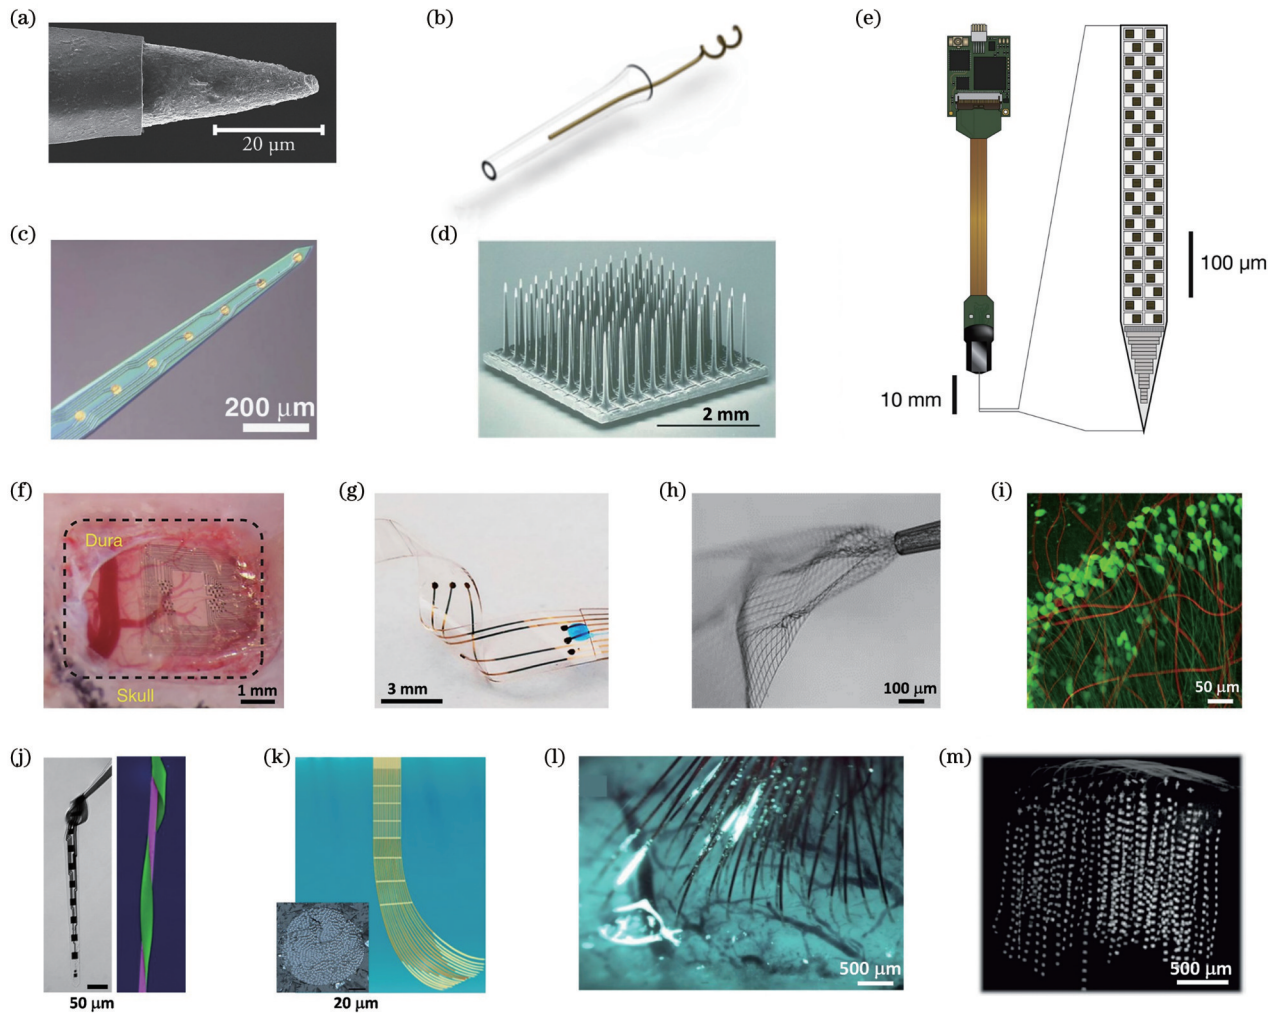 (a)
20 μm
(b)
(c)
200 μm
(d)
2 mm
(e)
100 μm
10 mm
(f)
Dura
Skull
1 mm
(g)
3 mm
(h)
100 μm
(i)
50 μm
(j)
50 μm
(k)
20 μm
(l)
500 μm
(m)
500 μm